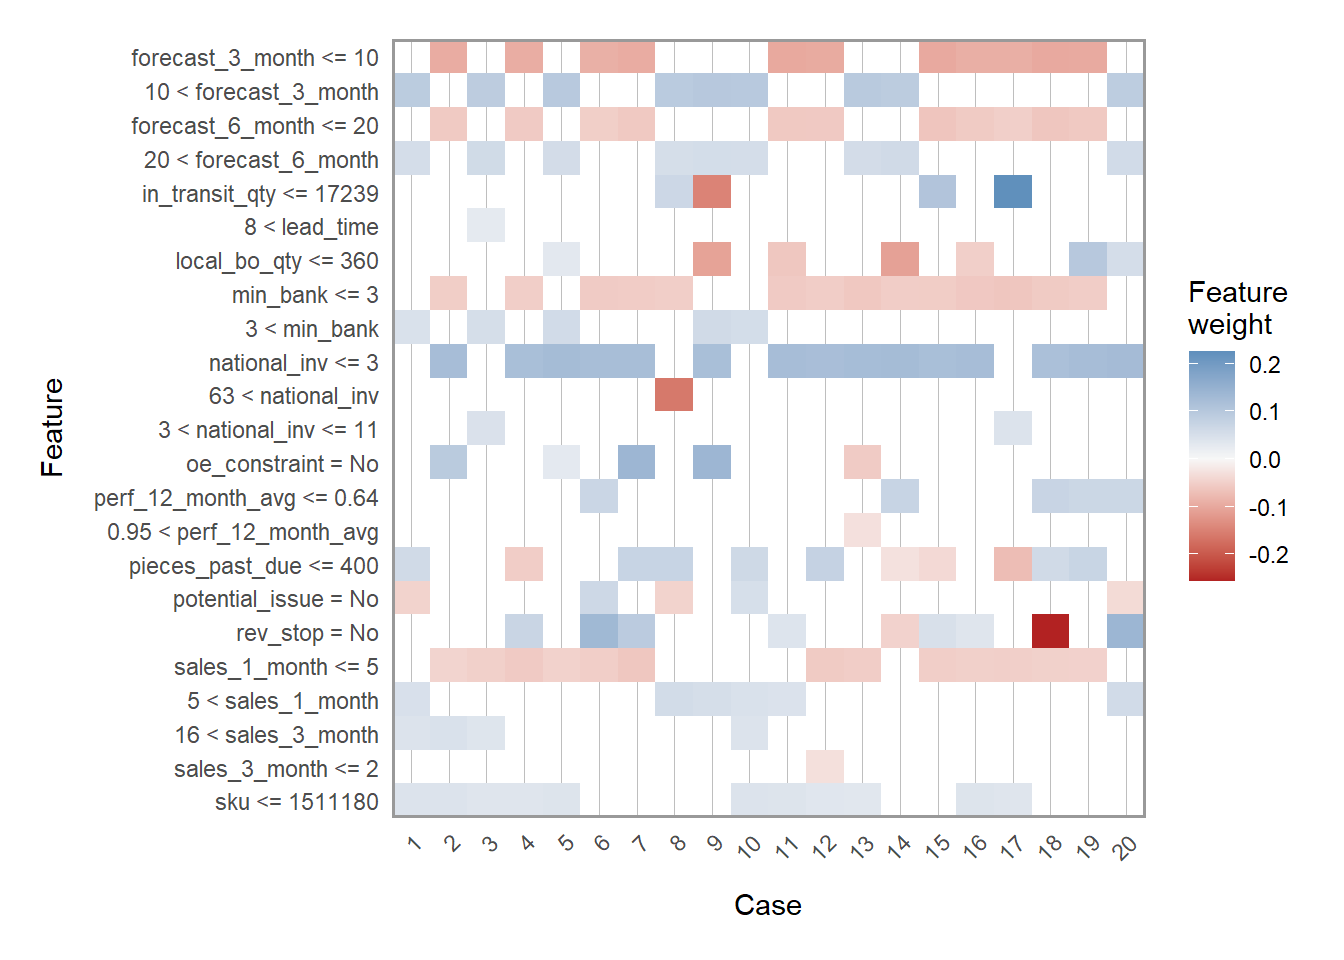 forecast_3_month <= 10
10 < forecast_3_month
forecast_6_month <= 20
20 < forecast_6_month
in_transit_qty <= 17239
8 < lead_time
local_bo_qty <= 360
min_bank <= 3
3 < min_bank
national_inv <= 3
63 < national_inv
3 < national_inv <= 11
oe_constraint = No
perf_12_month_avg <= 0.64
0.95 < perf_12_month_avg
pieces_past_due <= 400
potential_issue = No
rev_stop = No
sales_1_month <= 5
5 < sales_1_month
16 < sales_3_month
sales_3_month <= 2
sku <= 1511180
Feature
1 2 3 4 5 6 7 8 9 10 11 12 13 14 15 16 17 18 19 20
Case
Feature
weight
0.2
0.1
0.0
-0.1
-0.2